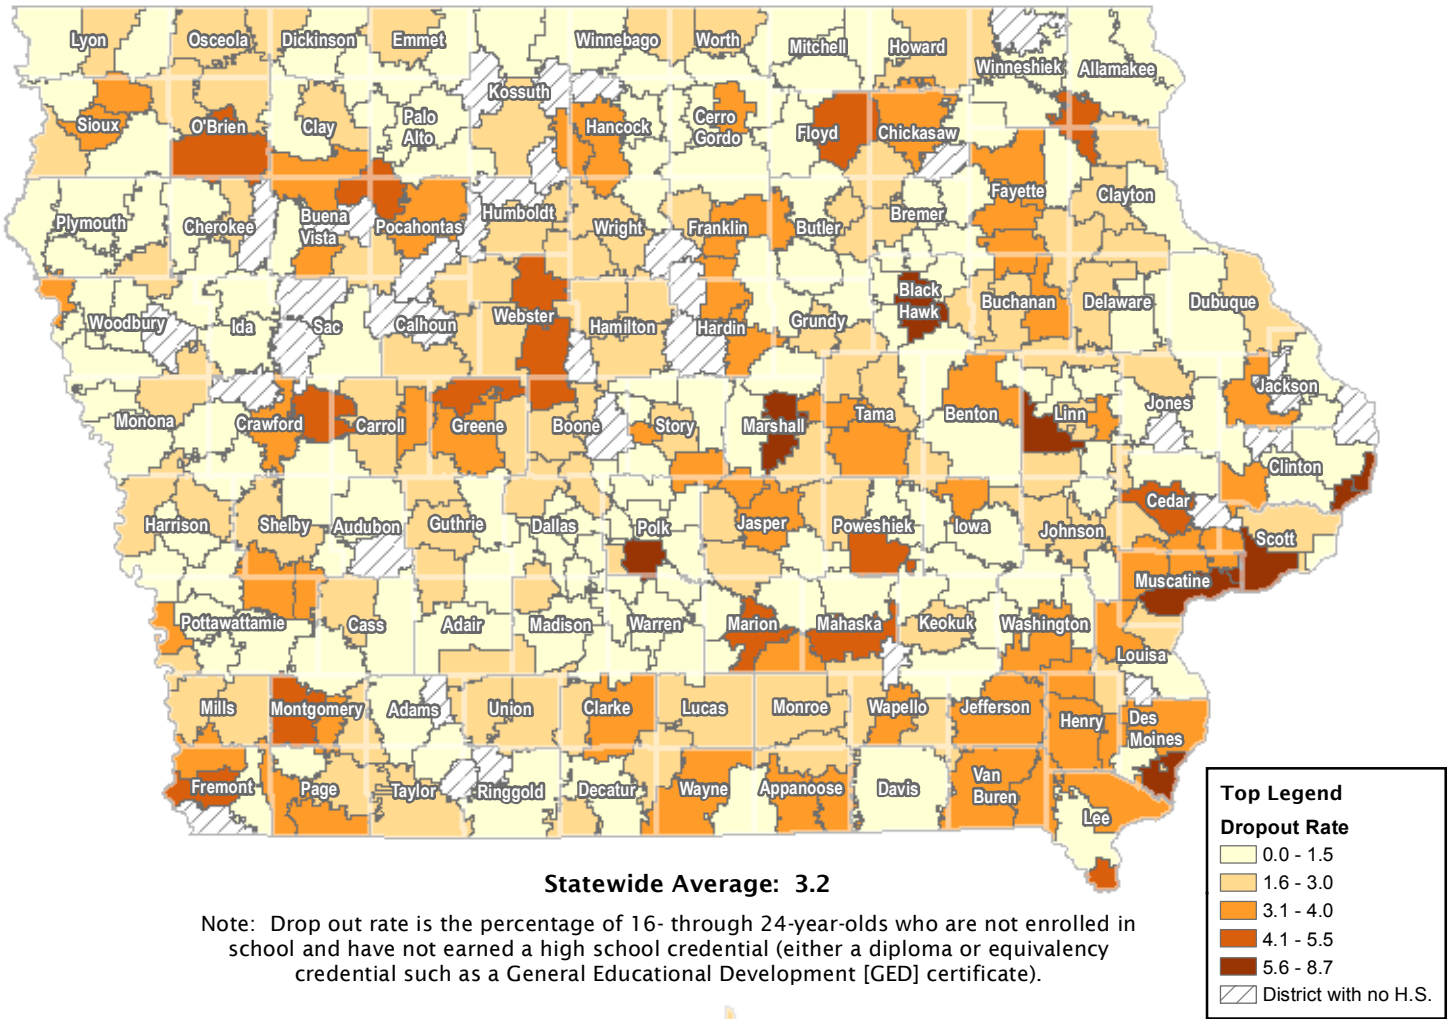 Lyon
Osceola
Dickinson
Emmet
Winnebago
Worth
Mitchell
Howard
Winneshiek
Allamakee
Kossuth
Sioux
O'Brien
Clay
Palo
Alto
Hancock
Cerro
Gordo
Floyd
Chickasaw
Fayette
Clayton
Plymouth
Cherokee
Buena
Vista
Pocahontas
Humboldt
Wright
Franklin
Butler
Bremer
Woodbury
Ida
Sac
Calhoun
Webster
Hamilton
Hardin
Grundy
Black
Hawk
Buchanan
Delaware
Dubuque
Monona
Crawford
Carroll
Greene
Boone
Story
Marshall
Tama
Benton
Linn
Jones
Jackson
Clinton
Harrison
Shelby
Audubon
Guthrie
Dallas
Polk
Jasper
Poweshiek
Iowa
Johnson
Cedar
Scott
Muscatine
Pottawattamie
Cass
Adair
Madison
Warren
Marion
Mahaska
Keokuk
Washington
Louisa
Mills
Montgomery
Adams
Union
Clarke
Lucas
Monroe
Wapello
Jefferson
Henry
Des
Moines
Fremont
Page
Taylor
Ringgold
Decatur
Wayne
Appanoose
Davis
Van
Buren
Lee
Top Legend
Dropout Rate
0.0 - 1.5
1.6 - 3.0
3.1 - 4.0
4.1 - 5.5
5.6 - 8.7
District with no H.S.
Statewide Average: 3.2
Note: Drop out rate is the percentage of 16- through 24-year-olds who are not enrolled in
school and have not earned a high school credential (either a diploma or equivalency
credential such as a General Educational Development [GED] certificate).